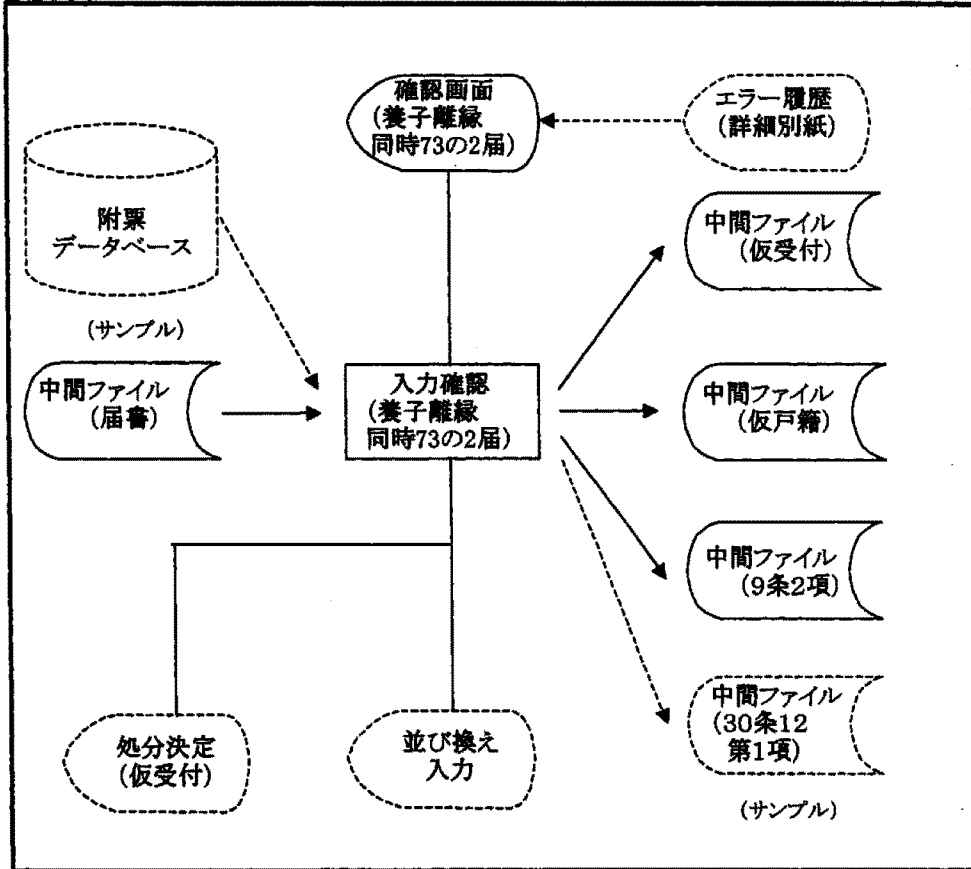 確認画面
(養子離縁
同時73の2届)
エラー履歴
(詳細別紙)
附票
データベース
(サンプル)
中間ファイル
(仮受付)
中間ファイル
(届書)
入力確認
(養子離縁
同時73の2届)
中間ファイル
(仮戸籍)
中間ファイル
(9条2項)
処分決定
(仮受付)
並び換え
入力
中間ファイル
(30条12
第1項)
(サンプル)